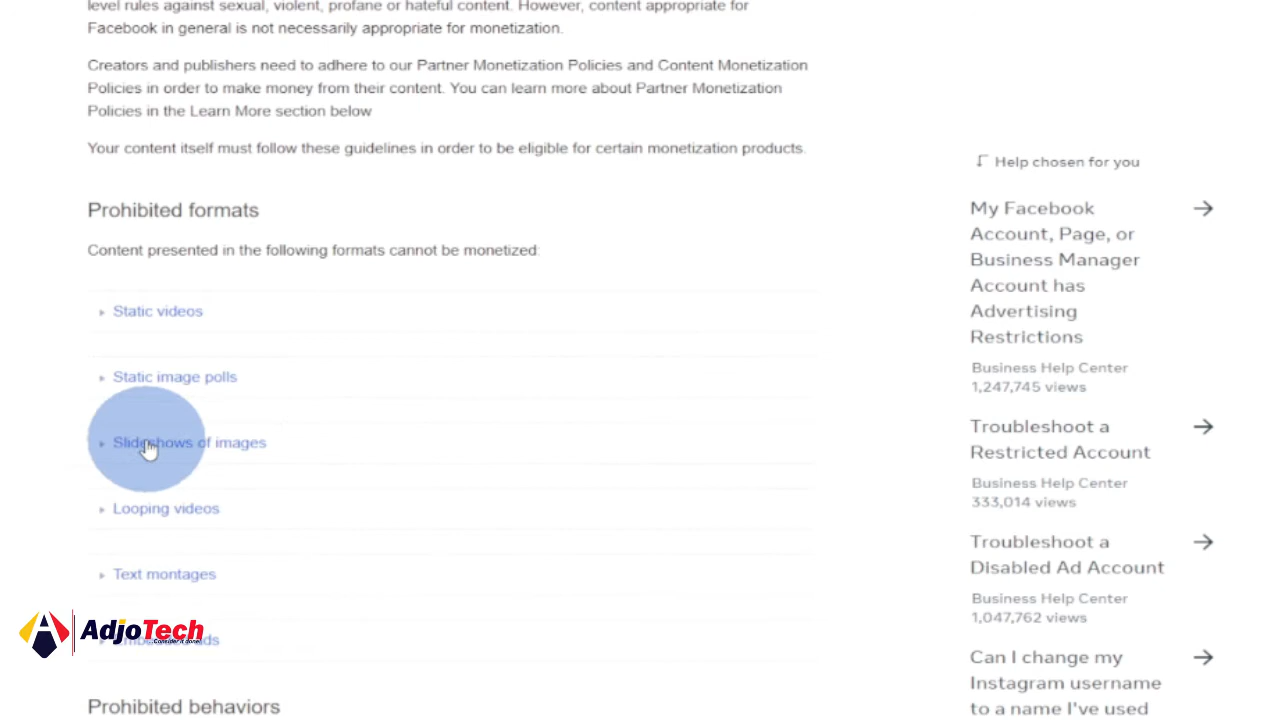 level rules against sexual, violent, profane or hateful content. However, content appropriate for
Facebook in general is not necessarily appropriate for monetization.
Creators and publishers need to adhere to our Partner Monetization Policies and Content Monetization
Policies in order to make money from their content. You can learn more about Partner Monetization
Policies in the Learn More section below
Your content itself must follow these guidelines in order to be eligible for certain monetization products.
Prohibited formats
Content presented in the following formats cannot be monetized:
Static videos
Static image polls
Slideshows of images
Looping videos
Text montages
Embedded ads
AdjoTech
...Consider it done!
Prohibited behaviors
Help chosen for you
My Facebook
Account, Page, or
Business Manager
Account has
Advertising
Restrictions
Business Help Center
1,247,745 views
Troubleshoot a
Restricted Account
Business Help Center
333,014 views
Troubleshoot a
Disabled Ad Account
Business Help Center
1,047,762 views
Can I change my
Instagram username
to a name I've used